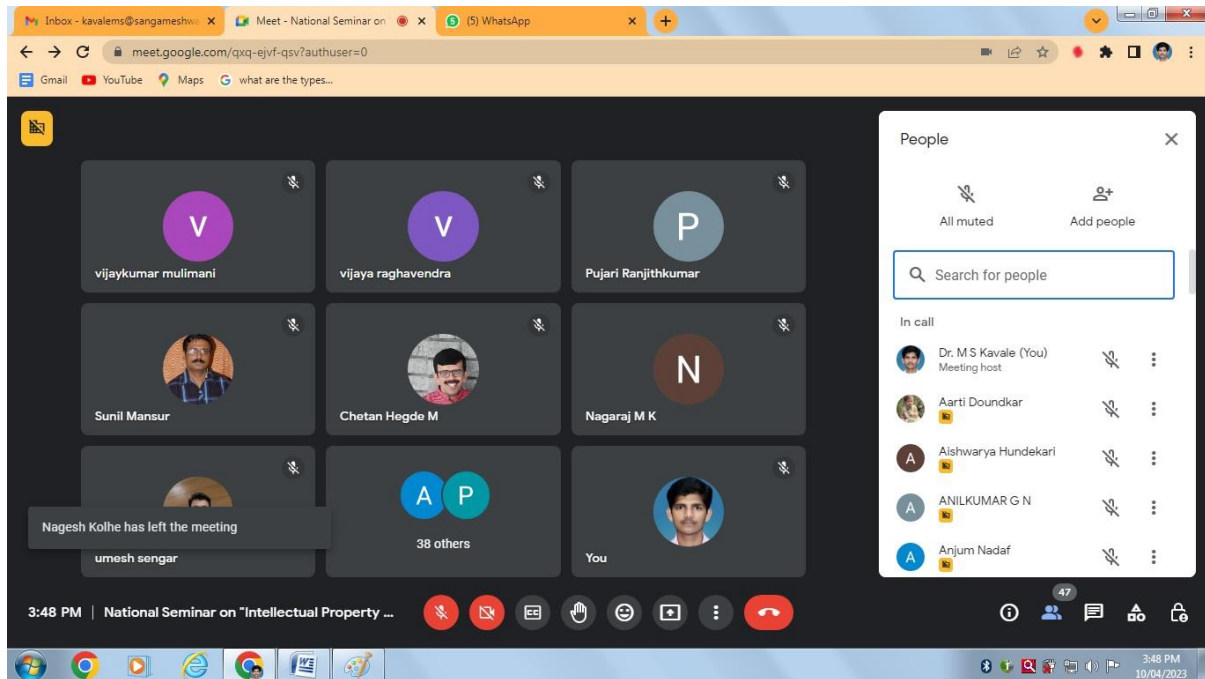 Inbox - kavalems@sangameshwa
Meet - National Seminar on
(5) WhatsApp
meet.google.com/qxq-ejvf-qsv?authuser=0
Gmail
YouTube
Maps
what are the types...
V
vijaykumar mulimani
V
vijaya raghavendra
P
Pujari Ranjithkumar
Sunil Mansur
Chetan Hegde M
N
Nagaraj M K
Nagesh Kolhe has left the meeting
umesh sengar
A P
38 others
You
People
All muted
Add people
Search for people
In call
Dr. M S Kavale (You)
Meeting host
Aarti Doundkar
A
Aishwarya Hundekari
A
ANILKUMAR G N
A
Anjum Nadaf
3:48 PM | National Seminar on "Intellectual Property ...
CC
47
3:48 PM
10/04/2023